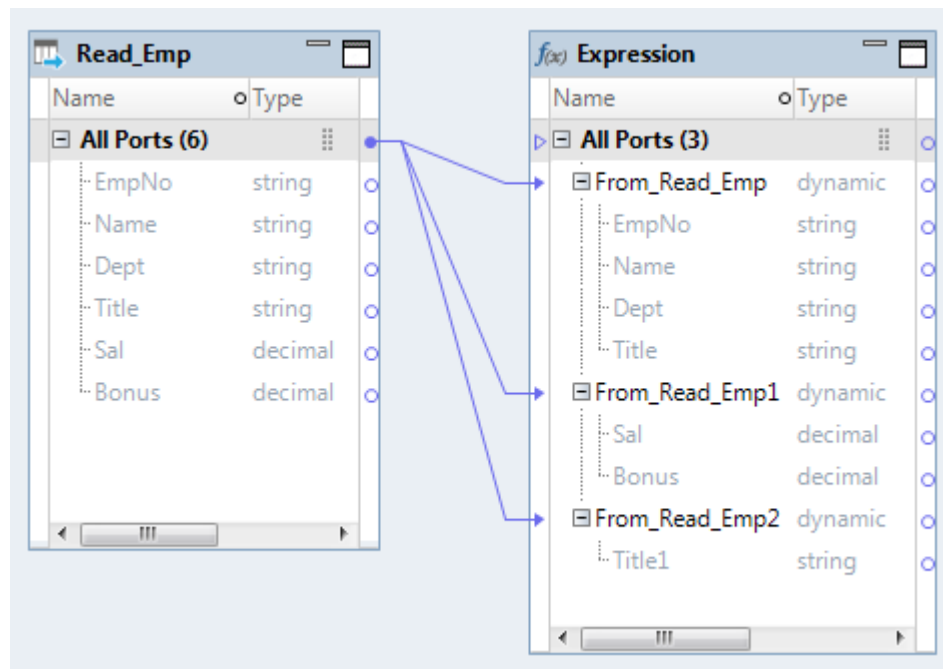 Read_Emp
Name Type
All Ports (6)
EmpNo string
Name string
Dept string
Title string
Sal decimal
Bonus decimal
f(x) Expression
Name Type
All Ports (3)
From_Read_Emp dynamic
EmpNo string
Name string
Dept string
Title string
From_Read_Emp1 dynamic
Sal decimal
Bonus decimal
From_Read_Emp2 dynamic
Title1 string